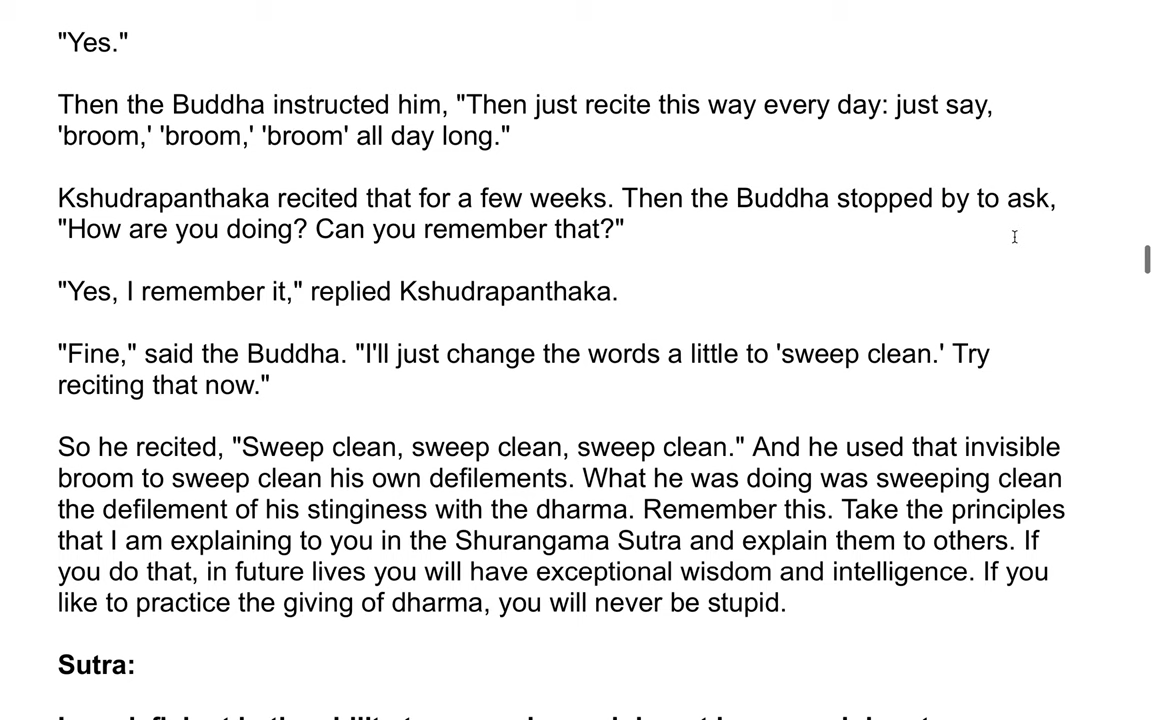 "Yes."
Then the Buddha instructed him, "Then just recite this way every day: just say,
'broom,' 'broom,' 'broom' all day long."
Kshudrapanthaka recited that for a few weeks. Then the Buddha stopped by to ask,
"How are you doing? Can you remember that?"
"Yes, I remember it," replied Kshudrapanthaka.
"Fine," said the Buddha. "I'll just change the words a little to 'sweep clean.' Try
reciting that now."
So he recited, "Sweep clean, sweep clean, sweep clean." And he used that invisible
broom to sweep clean his own defilements. What he was doing was sweeping clean
the defilement of his stinginess with the dharma. Remember this. Take the principles
that I am explaining to you in the Shurangama Sutra and explain them to others. If
you do that, in future lives you will have exceptional wisdom and intelligence. If you
like to practice the giving of dharma, you will never be stupid.
Sutra: